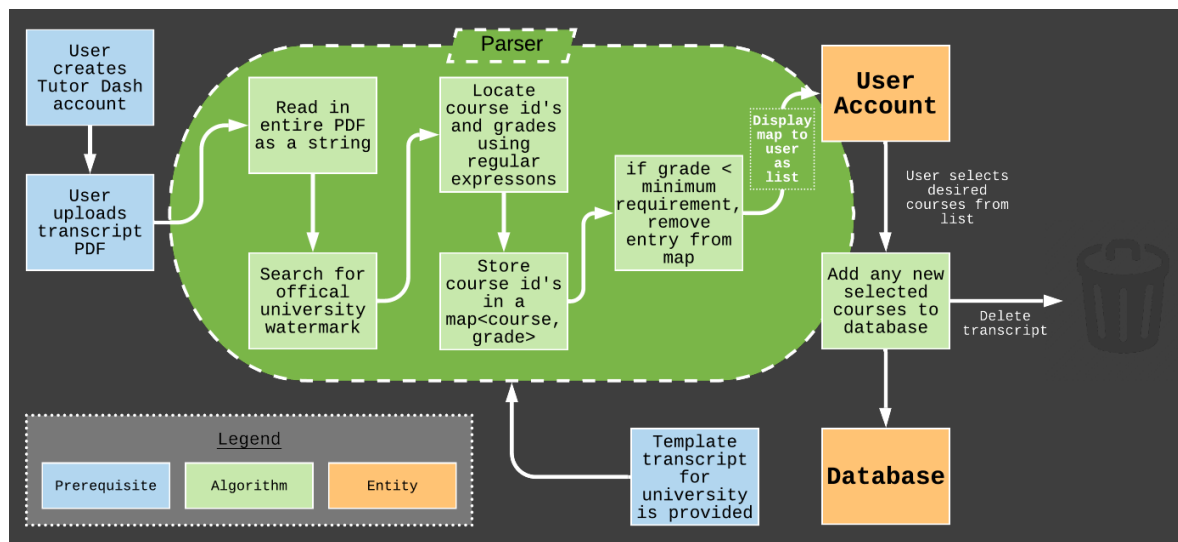 User
creates
Tutor Dash
account
User
uploads
transcript
PDF
Parser
Read in
entire PDF
as a string
Search for
offical
university
watermark
Locate
course id's
and grades
using
regular
expressons
Store
course id's
in a
map<course,
grade>
if grade <
minimum
requirement,
remove
entry from
map
Display
map to
user
as
list
User
Account
User selects
desired
courses from
list
Add any new
selected
courses to
database
Delete
transcript
Database
Template
transcript
for
university
is provided
Legend
Prerequisite
Algorithm
Entity